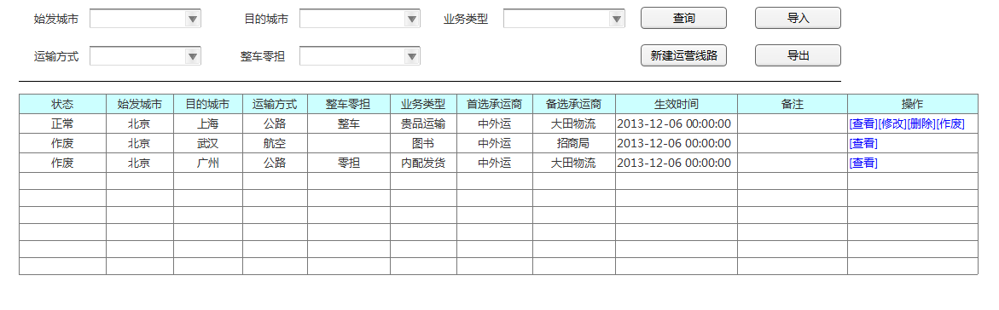 始发城市 目的城市 业务类型 查询 导入
运输方式 整车零担 新建运营线路 导出
状态 始发城市 目的城市 运输方式 整车零担 业务类型 首选承运商 备选承运商 生效时间 备注 操作
正常 北京 上海 公路 整车 贵品运输 中外运 大田物流 2013-12-06 00:00:00 [查看][修改][删除][作废]
作废 北京 武汉 航空 图书 中外运 招商局 2013-12-06 00:00:00 [查看]
作废 北京 广州 公路 零担 内配发货 中外运 大田物流 2013-12-06 00:00:00 [查看]